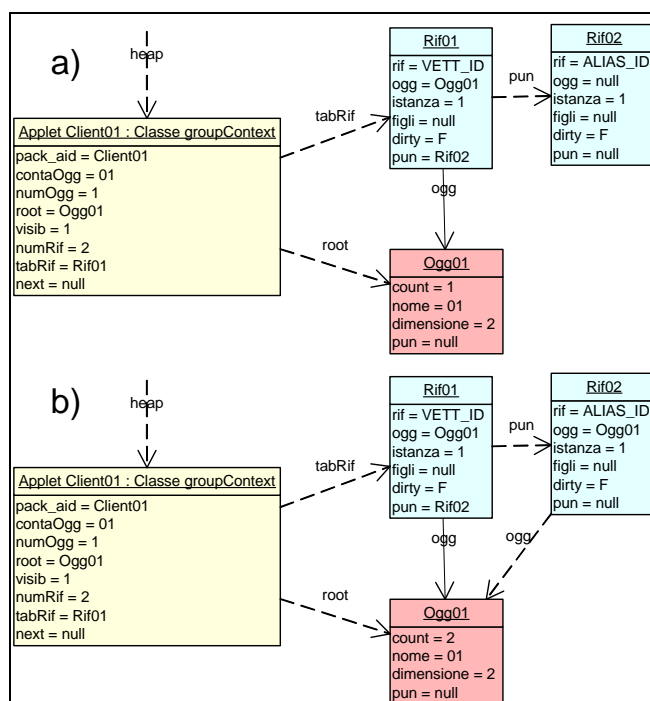 a)
heap
Applet Client01 : Classe groupContext
pack_aid = Client01
contaOgg = 01
numOgg = 1
root = Ogg01
visib = 1
numRif = 2
tabRif = Rif01
next = null
tabRif
root
Rif01
rif = VETT_ID
ogg = Ogg01
istanza = 1
figli = null
dirty = F
pun = Rif02
pun
Rif02
rif = ALIAS_ID
ogg = null
istanza = 1
figli = null
dirty = F
pun = null
ogg
Ogg01
count = 1
nome = 01
dimensione = 2
pun = null
b)
heap
Applet Client01 : Classe groupContext
pack_aid = Client01
contaOgg = 01
numOgg = 1
root = Ogg01
visib = 1
numRif = 2
tabRif = Rif01
next = null
tabRif
root
Rif01
rif = VETT_ID
ogg = Ogg01
istanza = 1
figli = null
dirty = F
pun = Rif02
pun
Rif02
rif = ALIAS_ID
ogg = Ogg01
istanza = 1
figli = null
dirty = F
pun = null
ogg
ogg
Ogg01
count = 2
nome = 01
dimensione = 2
pun = null